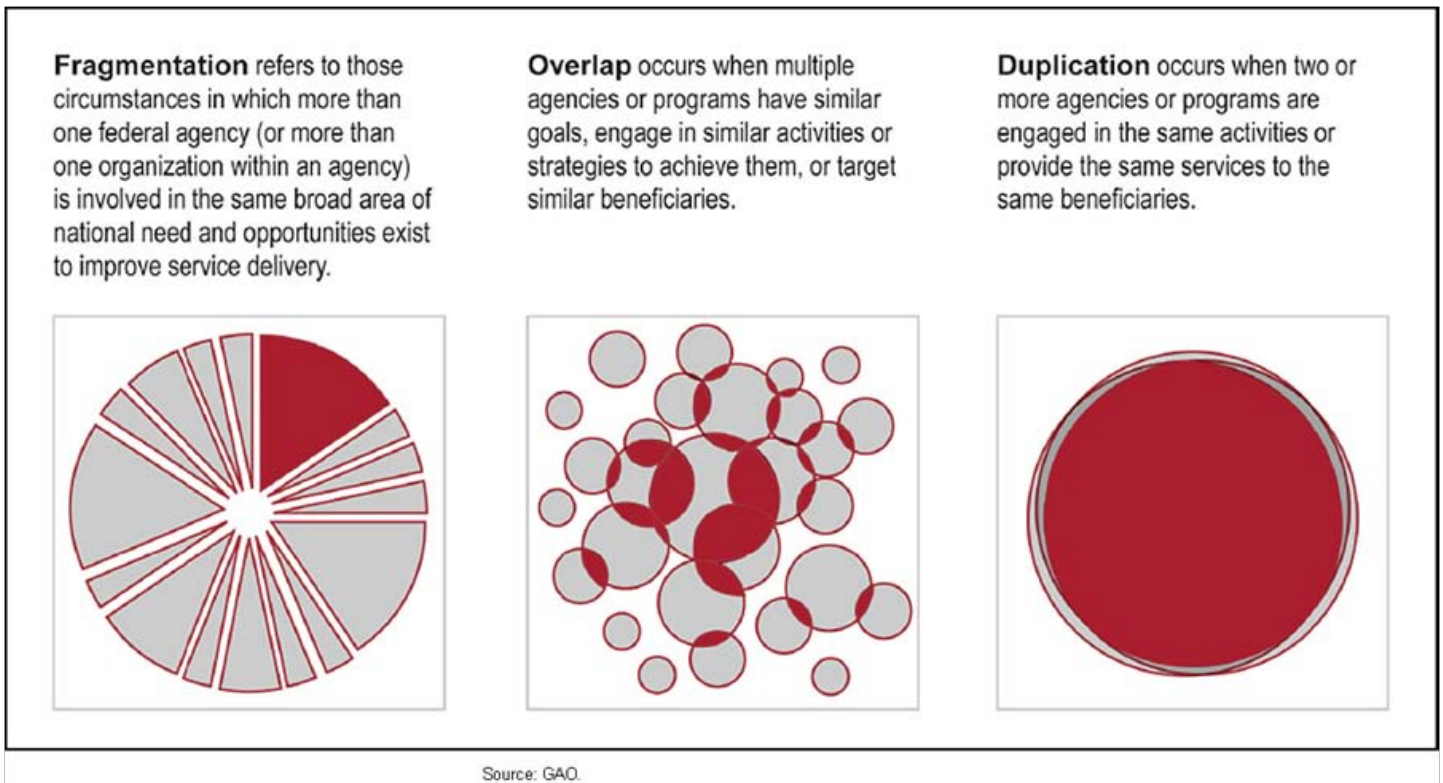 Fragmentation refers to those
circumstances in which more than
one federal agency (or more than
one organization within an agency)
is involved in the same broad area of
national need and opportunities exist
to improve service delivery.
Overlap occurs when multiple
agencies or programs have similar
goals, engage in similar activities or
strategies to achieve them, or target
similar beneficiaries.
Duplication occurs when two or
more agencies or programs are
engaged in the same activities or
provide the same services to the
same beneficiaries.
Source: GAO.